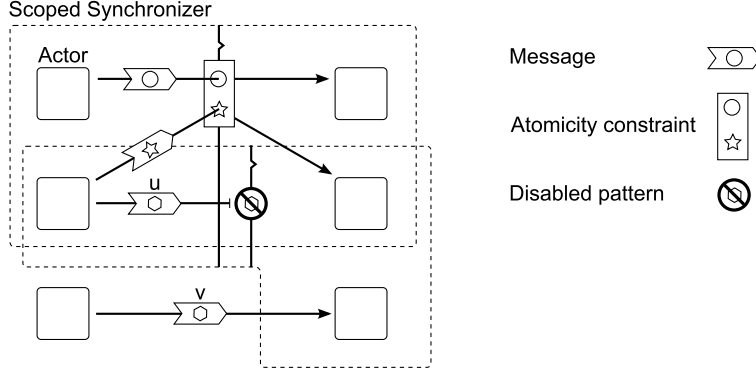 Scoped Synchronizer
Actor
u
v
Message
Atomicity constraint
Disabled pattern